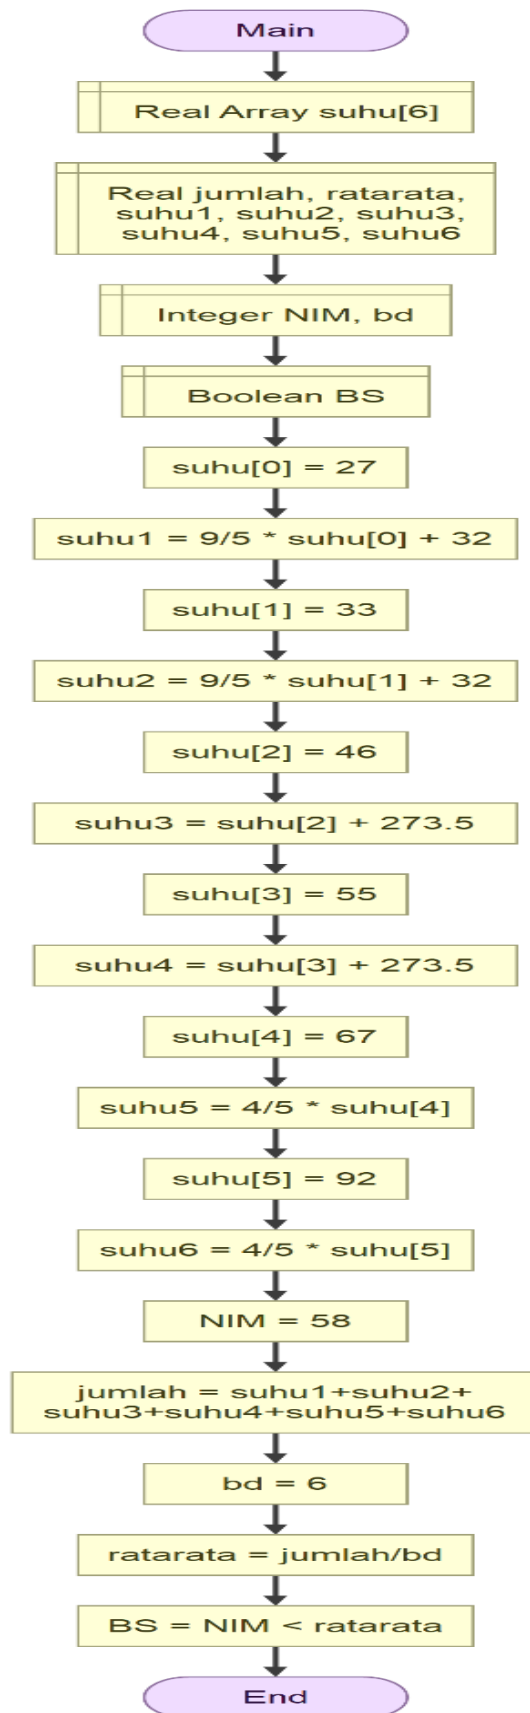 Main
Real Array suhu[6]
Real jumlah, ratarata,
suhu1, suhu2, suhu3,
suhu4, suhu5, suhu6
Integer NIM, bd
Boolean BS
suhu[0] = 27
suhu1 = 9/5 * suhu[0] + 32
suhu[1] = 33
suhu2 = 9/5 * suhu[1] + 32
suhu[2] = 46
suhu3 = suhu[2] + 273.5
suhu[3] = 55
suhu4 = suhu[3] + 273.5
suhu[4] = 67
suhu5 = 4/5 * suhu[4]
suhu[5] = 92
suhu6 = 4/5 * suhu[5]
NIM = 58
jumlah = suhu1+suhu2+
suhu3+suhu4+suhu5+suhu6
bd = 6
ratarata = jumlah/bd
BS = NIM < ratarata
End